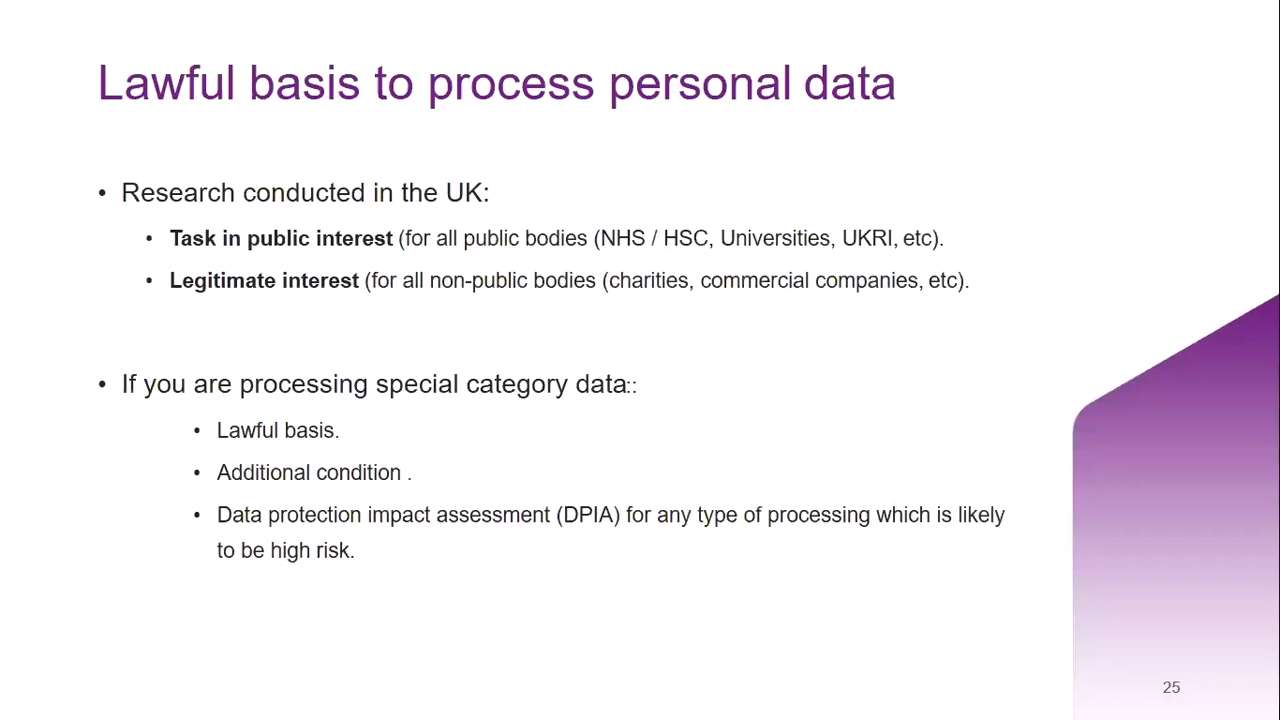 Lawful basis to process personal data
• Research conducted in the UK:
• Task in public interest (for all public bodies (NHS / HSC, Universities, UKRI, etc).
• Legitimate interest (for all non-public bodies (charities, commercial companies, etc).
• If you are processing special category data::
• Lawful basis.
• Additional condition .
• Data protection impact assessment (DPIA) for any type of processing which is likely
to be high risk.
25